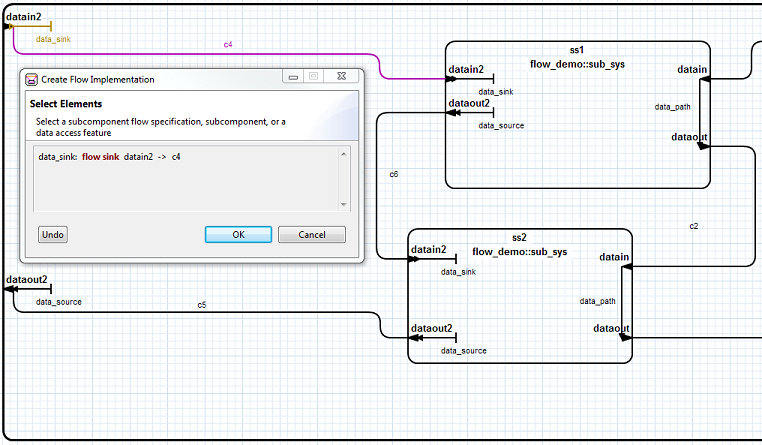 datain2
data_sink
c4
Create Flow Implementation
Select Elements
Select a subcomponent flow specification, subcomponent, or a
data access feature
data_sink: flow sink datain2 -> c4
Undo
OK
Cancel
ss1
flow_demo::sub_sys
datain2
data_sink
dataout2
data_source
datain
data_path
dataout
c6
c2
ss2
flow_demo::sub_sys
datain2
data_sink
datain
data_path
dataout
dataout2
data_source
dataout2
data_source
c5